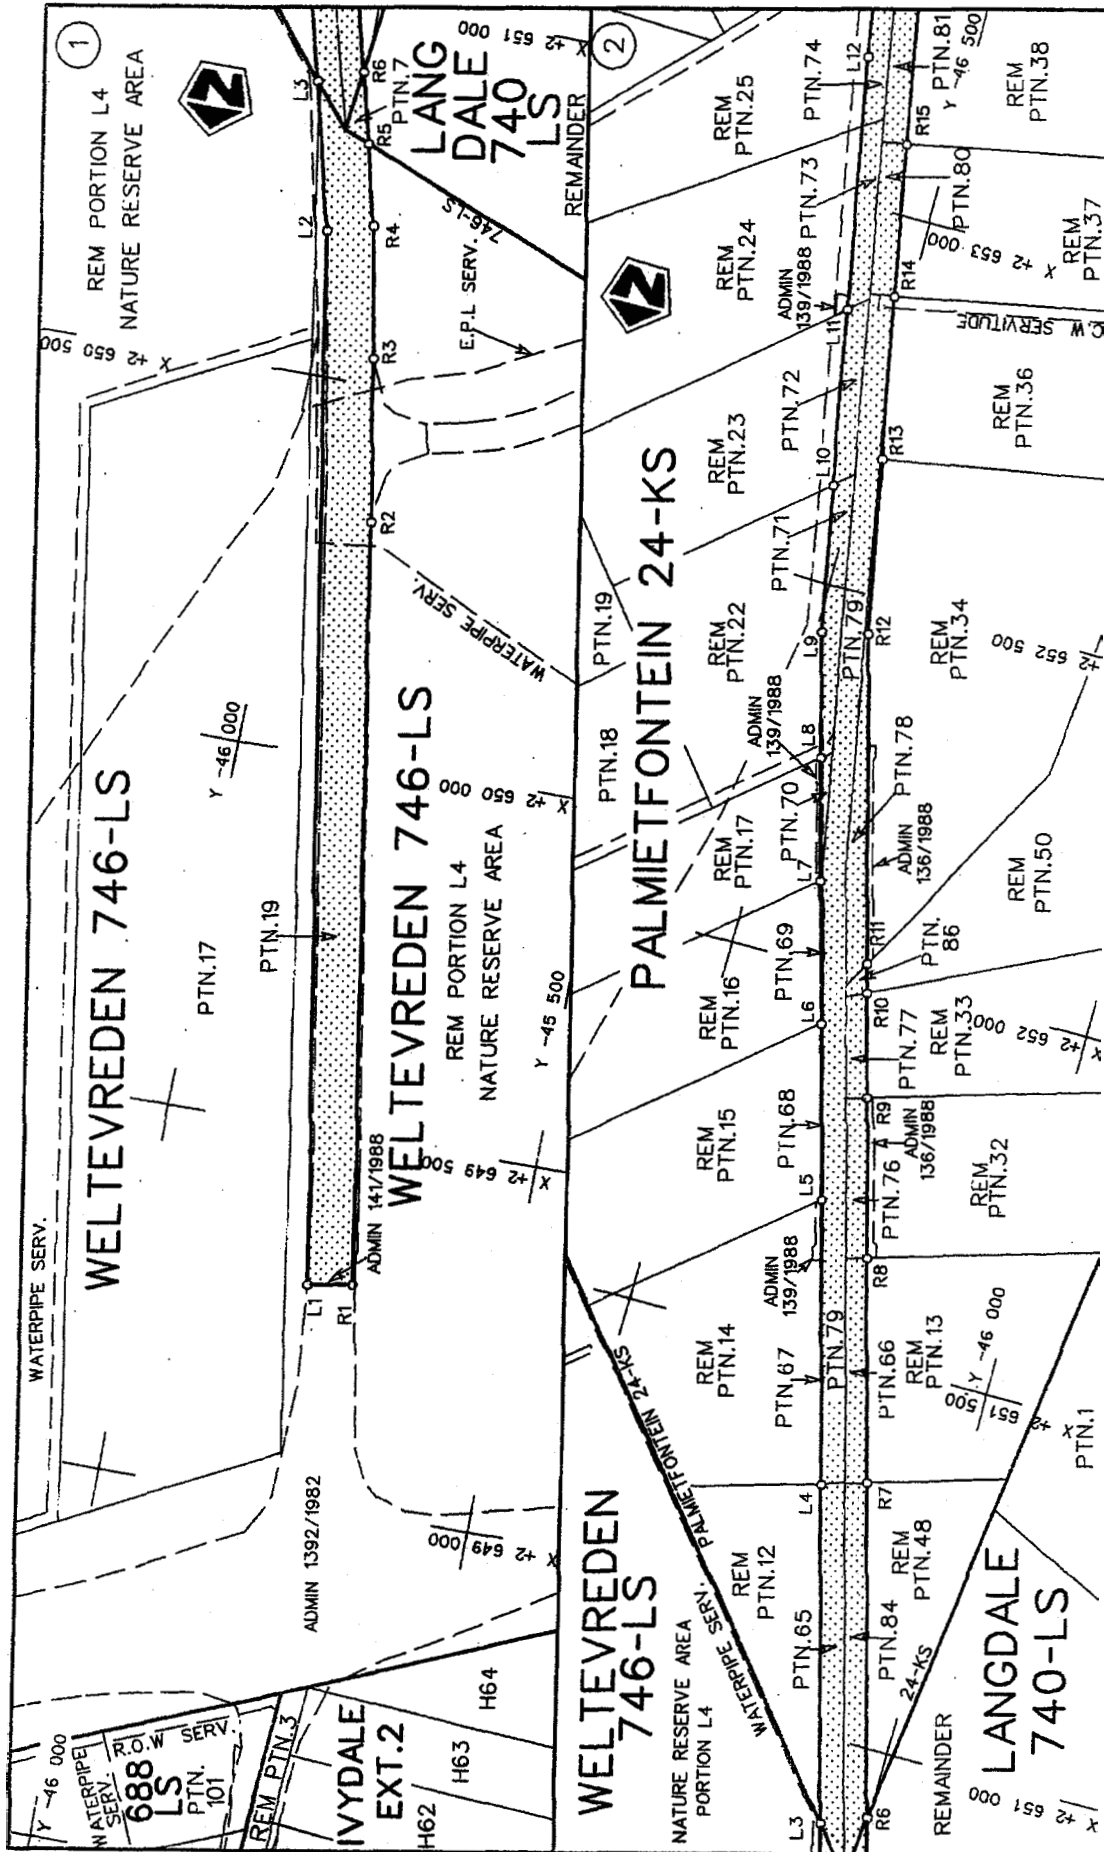 1
REM PORTION L4
NATURE RESERVE AREA
N
WATERPIPE SERV.
WELTEVREDEN 746-LS
PTN.17
PTN.19
Y -46 000
X +2 650 500
L1
L2
L3
R1
R2
R3
R4
R5
R6
PTN.7
LANG
DALE
740
LS
REMAINDER
X +2 651 000
746-LS
E.P.L SERV.
WATERPIPE SERV.
WELTEVREDEN 746-LS
REM PORTION L4
NATURE RESERVE AREA
X +2 650 000
Y -45 500
X +2 649 500
ADMIN 141/1988
ADMIN 1392/1982
X +2 649 000
Y -46 000
WATERPIPE
SERV.
R.O.W SERV.
688
LS
PTN.
101
REM PTN.3
IVYDALE
EXT.2
H62
H63
H64
2
N
WELTEVREDEN
746-LS
NATURE RESERVE AREA
PORTION L4
WATERPIPE SERV.
PALMIETFONTEIN 24-KS
PALMIETFONTEIN 24-KS
REM
PTN.12
REM
PTN.14
REM
PTN.15
REM
PTN.16
REM
PTN.17
PTN.18
PTN.19
REM
PTN.22
REM
PTN.23
REM
PTN.24
REM
PTN.25
PTN.65
PTN.67
PTN.68
PTN.69
PTN.70
PTN.71
PTN.72
PTN.73
PTN.74
ADMIN
139/1988
ADMIN
139/1988
ADMIN
139/1988
L3
L4
L5
L6
L7
L8
L9
L10
L11
L12
PTN.79
PTN.79
R6
R7
R8
R9
R10
R11
R12
R13
R14
R15
PTN.84
PTN.66
PTN.76
PTN.77
PTN.
86
PTN.78
PTN.80
PTN.81
ADMIN
136/1988
ADMIN
136/1988
24-KS
REMAINDER
LANGDALE
740-LS
X +2 651 000
REM
PTN.48
REM
PTN.13
Y -46 000
X +2 651 500
PTN.1
REM
PTN.32
REM
PTN.33
X +2 652 000
REM
PTN.50
REM
PTN.34
+2 652 500
REM
PTN.36
C.W SERVITUDE
REM
PTN.37
X +2 653 000
REM
PTN.38
Y -46 500